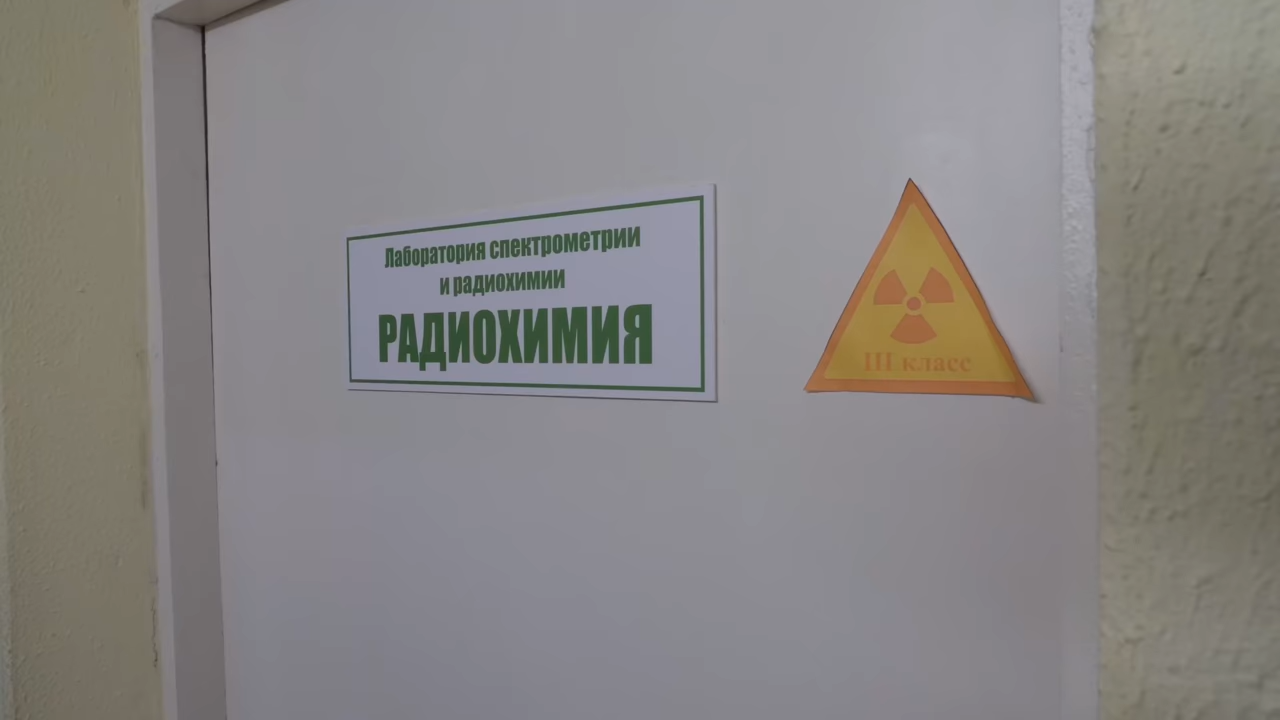 Лаборатория спектрометрии
и радиохимии
РАДИОХИМИЯ
III класс